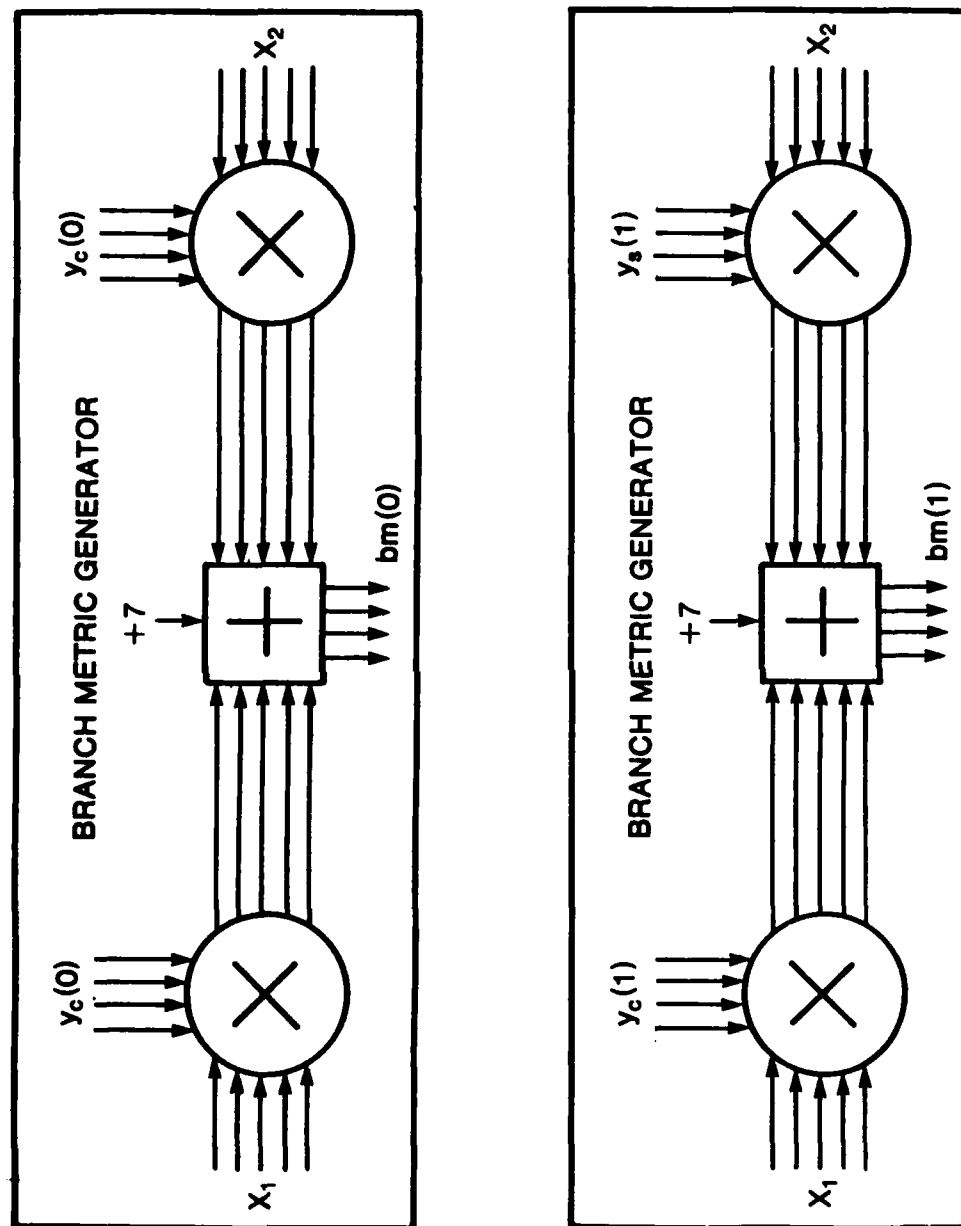 BRANCH METRIC GENERATOR
y_c(0)
+7
y_c(0)
X_1
X_2
bm(0)
BRANCH METRIC GENERATOR
y_c(1)
+7
y_s(1)
X_1
X_2
bm(1)